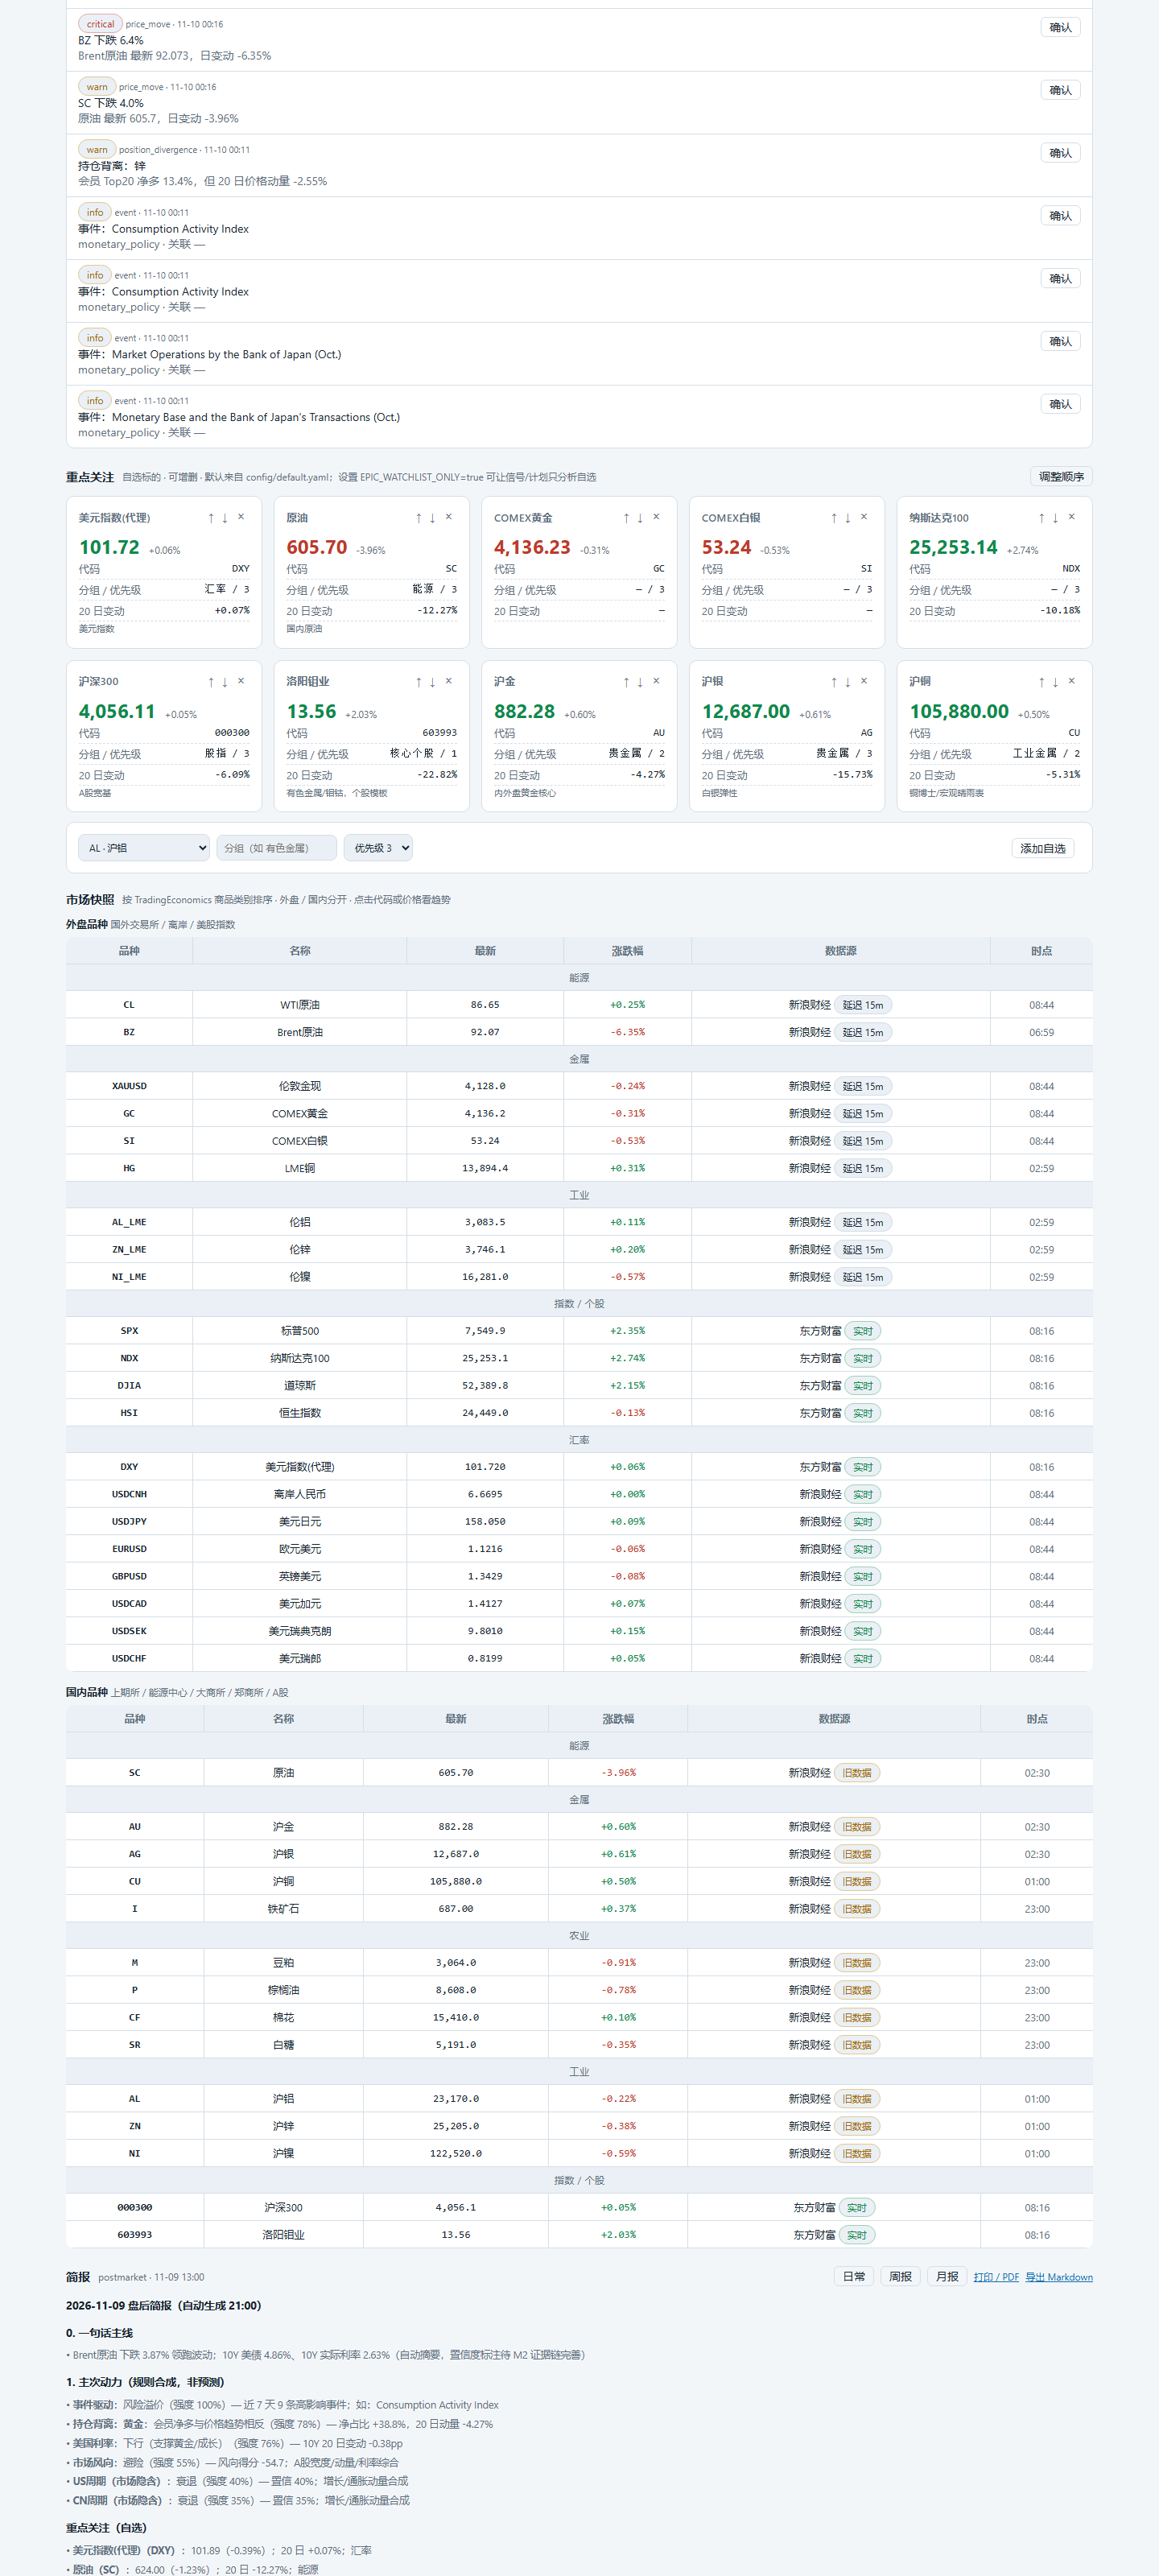 critical price_move · 11-10 00:16
BZ 下跌 6.4%
Brent原油 最新 92.073，日变动 -6.35%
确认
warn price_move · 11-10 00:16
SC 下跌 4.0%
原油 最新 605.7，日变动 -3.96%
确认
warn position_divergence · 11-10 00:11
持仓背离：锌
会员 Top20 净多 13.4%，但 20 日价格动量 -2.55%
确认
info event · 11-10 00:11
事件：Consumption Activity Index
monetary_policy · 关联 —
确认
info event · 11-10 00:11
事件：Consumption Activity Index
monetary_policy · 关联 —
确认
info event · 11-10 00:11
事件：Market Operations by the Bank of Japan (Oct.)
monetary_policy · 关联 —
确认
info event · 11-10 00:11
事件：Monetary Base and the Bank of Japan's Transactions (Oct.)
monetary_policy · 关联 —
确认
重点关注 自选标的 · 可增删 · 默认来自 config/default.yaml；设置 EPIC_WATCHLIST_ONLY=true 可让信号/计划只分析自选 调整顺序
美元指数(代理) ↑ ↓ ×
101.72 +0.06%
代码 DXY
分组 / 优先级 汇率 / 3
20 日变动 +0.07%
美元指数
原油 ↑ ↓ ×
605.70 -3.96%
代码 SC
分组 / 优先级 能源 / 3
20 日变动 -12.27%
国内原油
COMEX黄金 ↑ ↓ ×
4,136.23 -0.31%
代码 GC
分组 / 优先级 — / 3
20 日变动 —
COMEX白银 ↑ ↓ ×
53.24 -0.53%
代码 SI
分组 / 优先级 — / 3
20 日变动 —
纳斯达克100 ↑ ↓ ×
25,253.14 +2.74%
代码 NDX
分组 / 优先级 — / 3
20 日变动 -10.18%
沪深300 ↑ ↓ ×
4,056.11 +0.05%
代码 000300
分组 / 优先级 股指 / 3
20 日变动 -6.09%
A股宽基
洛阳钼业 ↑ ↓ ×
13.56 +2.03%
代码 603993
分组 / 优先级 核心个股 / 1
20 日变动 -22.82%
有色金属/钼钴，个股模板
沪金 ↑ ↓ ×
882.28 +0.60%
代码 AU
分组 / 优先级 贵金属 / 2
20 日变动 -4.27%
内外盘黄金核心
沪银 ↑ ↓ ×
12,687.00 +0.61%
代码 AG
分组 / 优先级 贵金属 / 3
20 日变动 -15.73%
白银弹性
沪铜 ↑ ↓ ×
105,880.00 +0.50%
代码 CU
分组 / 优先级 工业金属 / 2
20 日变动 -5.31%
铜博士/宏观晴雨表
AL · 沪铝 分组（如 有色金属） 优先级 3 添加自选
市场快照 按 TradingEconomics 商品类别排序 · 外盘 / 国内分开 · 点击代码或价格看趋势
外盘品种 国外交易所 / 离岸 / 美股指数
品种 名称 最新 涨跌幅 数据源 时点
能源
CL WTI原油 86.65 +0.25% 新浪财经 延迟 15m 08:44
BZ Brent原油 92.07 -6.35% 新浪财经 延迟 15m 06:59
金属
XAUUSD 伦敦金现 4,128.0 -0.24% 新浪财经 延迟 15m 08:44
GC COMEX黄金 4,136.2 -0.31% 新浪财经 延迟 15m 08:44
SI COMEX白银 53.24 -0.53% 新浪财经 延迟 15m 08:44
HG LME铜 13,894.4 +0.31% 新浪财经 延迟 15m 02:59
工业
AL_LME 伦铝 3,083.5 +0.11% 新浪财经 延迟 15m 02:59
ZN_LME 伦锌 3,746.1 +0.20% 新浪财经 延迟 15m 02:59
NI_LME 伦镍 16,281.0 -0.57% 新浪财经 延迟 15m 02:59
指数 / 个股
SPX 标普500 7,549.9 +2.35% 东方财富 实时 08:16
NDX 纳斯达克100 25,253.1 +2.74% 东方财富 实时 08:16
DJIA 道琼斯 52,389.8 +2.15% 东方财富 实时 08:16
HSI 恒生指数 24,449.0 -0.13% 东方财富 实时 08:16
汇率
DXY 美元指数(代理) 101.720 +0.06% 东方财富 实时 08:16
USDCNH 离岸人民币 6.6695 +0.00% 新浪财经 实时 08:44
USDJPY 美元日元 158.050 +0.09% 新浪财经 实时 08:44
EURUSD 欧元美元 1.1216 -0.06% 新浪财经 实时 08:44
GBPUSD 英镑美元 1.3429 -0.08% 新浪财经 实时 08:44
USDCAD 美元加元 1.4127 +0.07% 新浪财经 实时 08:44
USDSEK 美元瑞典克朗 9.8010 +0.15% 新浪财经 实时 08:44
USDCHF 美元瑞郎 0.8199 +0.05% 新浪财经 实时 08:44
国内品种 上期所 / 能源中心 / 大商所 / 郑商所 / A股
品种 名称 最新 涨跌幅 数据源 时点
能源
SC 原油 605.70 -3.96% 新浪财经 旧数据 02:30
金属
AU 沪金 882.28 +0.60% 新浪财经 旧数据 02:30
AG 沪银 12,687.0 +0.61% 新浪财经 旧数据 02:30
CU 沪铜 105,880.0 +0.50% 新浪财经 旧数据 01:00
I 铁矿石 687.00 +0.37% 新浪财经 旧数据 23:00
农业
M 豆粕 3,064.0 -0.91% 新浪财经 旧数据 23:00
P 棕榈油 8,608.0 -0.78% 新浪财经 旧数据 23:00
CF 棉花 15,410.0 +0.10% 新浪财经 旧数据 23:00
SR 白糖 5,191.0 -0.35% 新浪财经 旧数据 23:00
工业
AL 沪铝 23,170.0 -0.22% 新浪财经 旧数据 01:00
ZN 沪锌 25,205.0 -0.38% 新浪财经 旧数据 01:00
NI 沪镍 122,520.0 -0.59% 新浪财经 旧数据 01:00
指数 / 个股
000300 沪深300 4,056.1 +0.05% 东方财富 实时 08:16
603993 洛阳钼业 13.56 +2.03% 东方财富 实时 08:16
简报 postmarket · 11-09 13:00 日常 周报 月报 打印 / PDF 导出 Markdown
2026-11-09 盘后简报（自动生成 21:00）
0. 一句话主线
• Brent原油 下跌 3.87% 领跑波动；10Y 美债 4.86%、10Y 实际利率 2.63%（自动摘要，置信度标注待 M2 证据链完善）
1. 主次动力（规则合成，非预测）
• 事件驱动：风险溢价（强度 100%）— 近 7 天 9 条高影响事件；如：Consumption Activity Index
• 持仓背离：黄金：会员净多与价格趋势相反（强度 78%）— 净占比 +38.8%，20 日动量 -4.27%
• 美国利率：下行（支撑黄金/成长）（强度 76%）— 10Y 20 日变动 -0.38pp
• 市场风向：避险（强度 55%）— 风向得分 -54.7；A股宽度/动量/利率综合
• US周期（市场隐含）：衰退（强度 40%）— 置信 40%；增长/通胀动量合成
• CN周期（市场隐含）：衰退（强度 35%）— 置信 35%；增长/通胀动量合成
重点关注（自选）
• 美元指数(代理)（DXY）：101.89（-0.39%）；20 日 +0.07%；汇率
• 原油（SC）：624.00（-1.23%）；20 日 -12.27%；能源